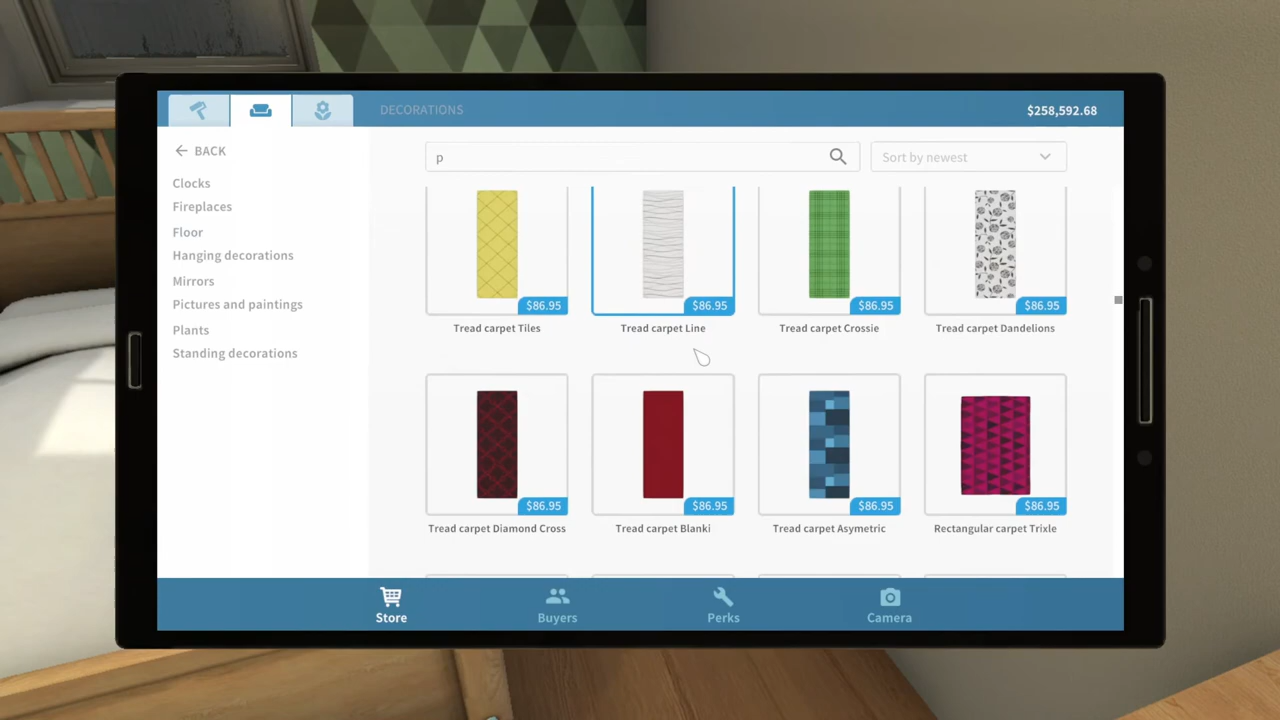 DECORATIONS
$258,592.68
BACK
p
Sort by newest
Clocks
Fireplaces
Floor
Hanging decorations
Mirrors
Pictures and paintings
Plants
Standing decorations
$86.95
$86.95
$86.95
$86.95
Tread carpet Tiles
Tread carpet Line
Tread carpet Crossie
Tread carpet Dandelions
$86.95
$86.95
$86.95
$86.95
Tread carpet Diamond Cross
Tread carpet Blanki
Tread carpet Asymetric
Rectangular carpet Trixle
Store
Buyers
Perks
Camera